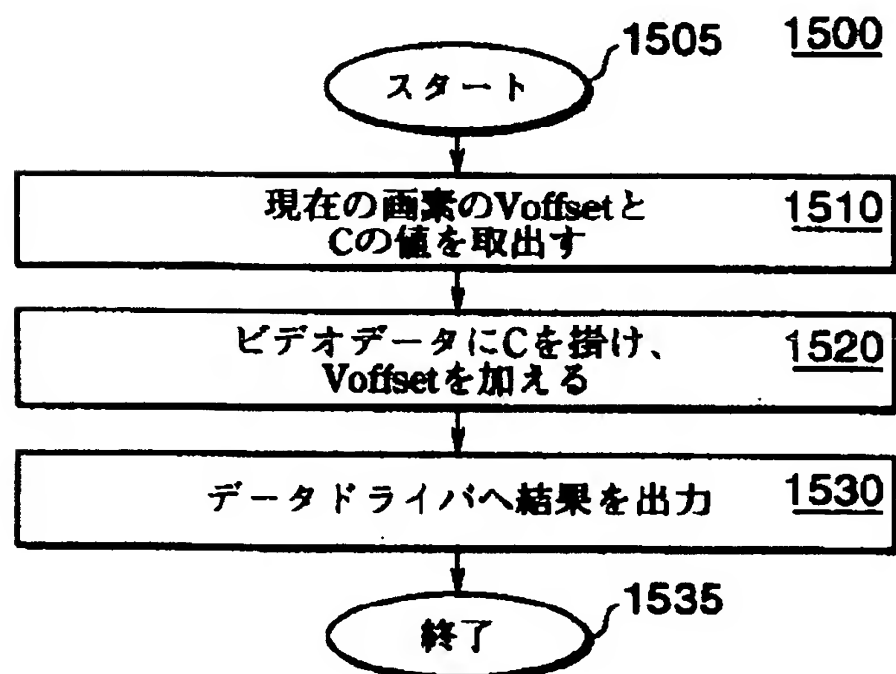 1505
1500
スタート
現在の画素のVoffsetと
1510
Cの値を取出す
ビデオデータにCを掛け、
1520
Voffsetを加える
データドライバへ結果を出力
1530
1535
終了